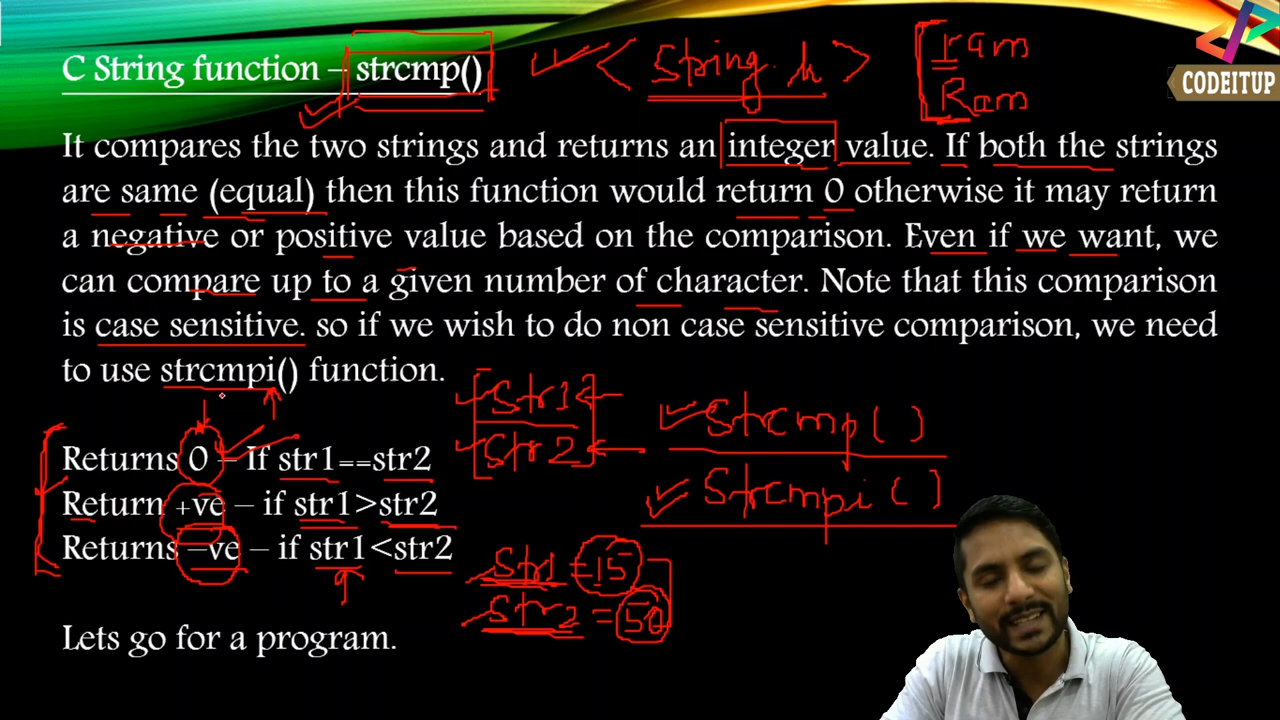 C String function – strcmp()
< String.h >
ram
Ram
CODEITUP
It compares the two strings and returns an integer value. If both the strings
are same (equal) then this function would return 0 otherwise it may return
a negative or positive value based on the comparison. Even if we want, we
can compare up to a given number of character. Note that this comparison
is case sensitive. so if we wish to do non case sensitive comparison, we need
to use strcmpi() function.
Str1
Str2
Strcmp ( )
Strcmpi ( )
Returns 0 – If str1==str2
Return +ve – if str1>str2
Returns –ve – if str1<str2
Str1 = 15
Str2 = 50
Lets go for a program.